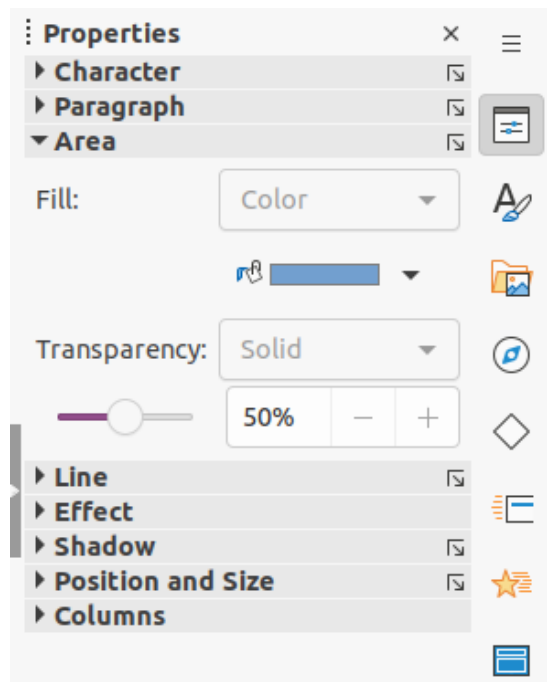 Properties
Character
Paragraph
Area
Fill: Color
Transparency: Solid
50%
Line
Effect
Shadow
Position and Size
Columns